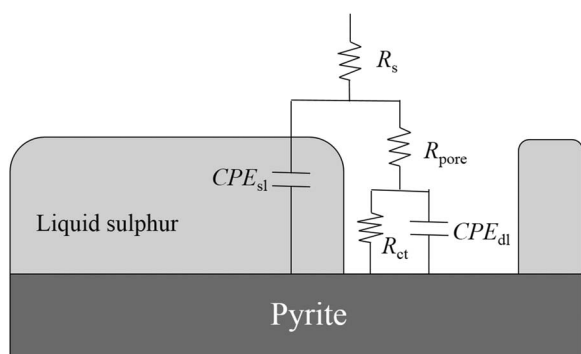 R_s
R_pore
CPE_sl
Liquid sulphur
R_ct
CPE_dl
Pyrite